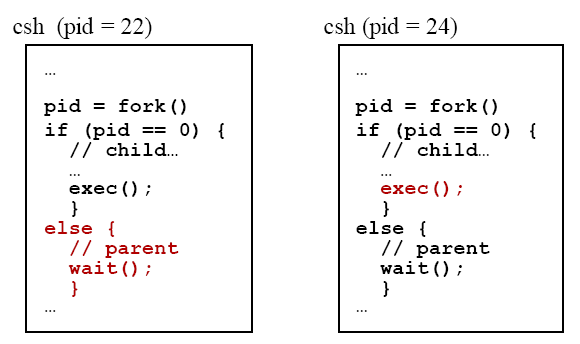 csh (pid = 22)
…
pid = fork()
if (pid == 0) {
// child…
…
exec();
}
else {
// parent
wait();
}
…
csh (pid = 24)
…
pid = fork()
if (pid == 0) {
// child…
…
exec();
}
else {
// parent
wait();
}
…